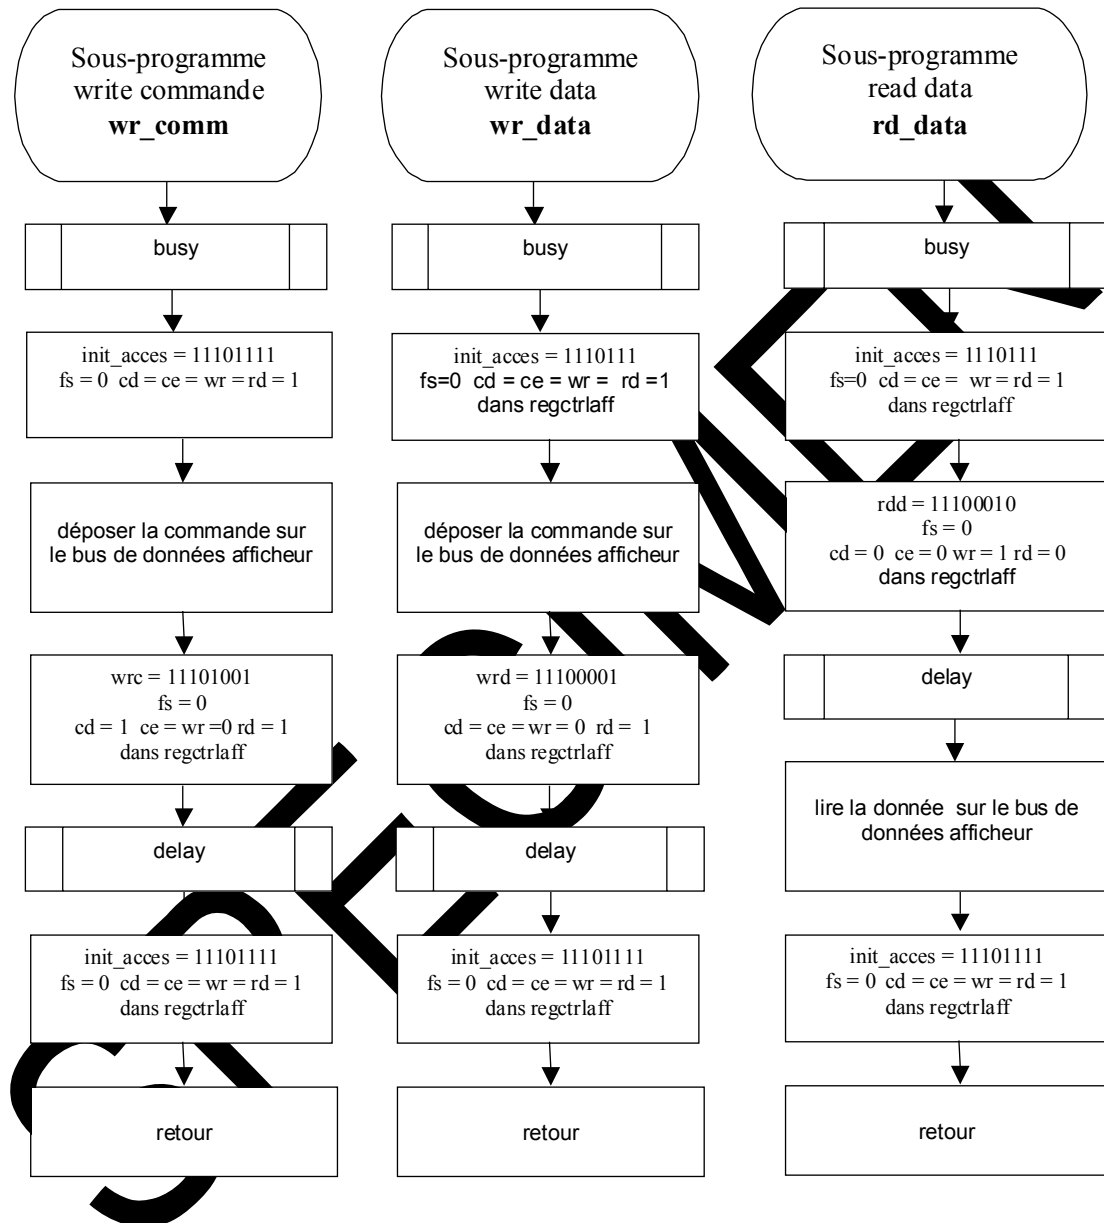 Sous-programme
write commande
wr_comm
busy
init_acces = 11101111
fs = 0 cd = ce = wr = rd = 1
déposer la commande sur
le bus de données afficheur
wrc = 11101001
fs = 0
cd = 1 ce = wr =0 rd = 1
dans regctrlaff
delay
init_acces = 11101111
fs = 0 cd = ce = wr = rd = 1
dans regctrlaff
retour
Sous-programme
write data
wr_data
busy
init_acces = 1110111
fs=0 cd = ce = wr = rd =1
dans regctrlaff
déposer la commande sur
le bus de données afficheur
wrd = 11100001
fs = 0
cd = ce = wr = 0 rd = 1
dans regctrlaff
delay
init_acces = 11101111
fs = 0 cd = ce = wr = rd = 1
dans regctrlaff
retour
Sous-programme
read data
rd_data
busy
init_acces = 1110111
fs=0 cd = ce = wr = rd = 1
dans regctrlaff
rdd = 11100010
fs = 0
cd = 0 ce = 0 wr = 1 rd = 0
dans regctrlaff
delay
lire la donnée sur le bus de
données afficheur
init_acces = 11101111
fs = 0 cd = ce = wr = rd = 1
dans regctrlaff
retour